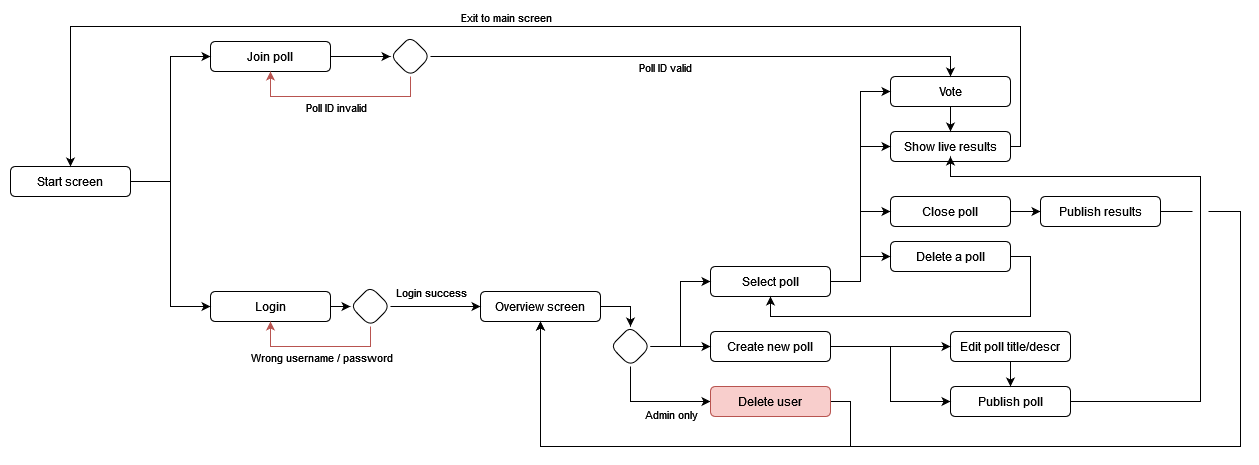 Exit to main screen
Join poll
Poll ID valid
Poll ID invalid
Vote
Show live results
Start screen
Close poll
Publish results
Delete a poll
Select poll
Login
Login success
Overview screen
Wrong username / password
Create new poll
Edit poll title/descr
Delete user
Publish poll
Admin only